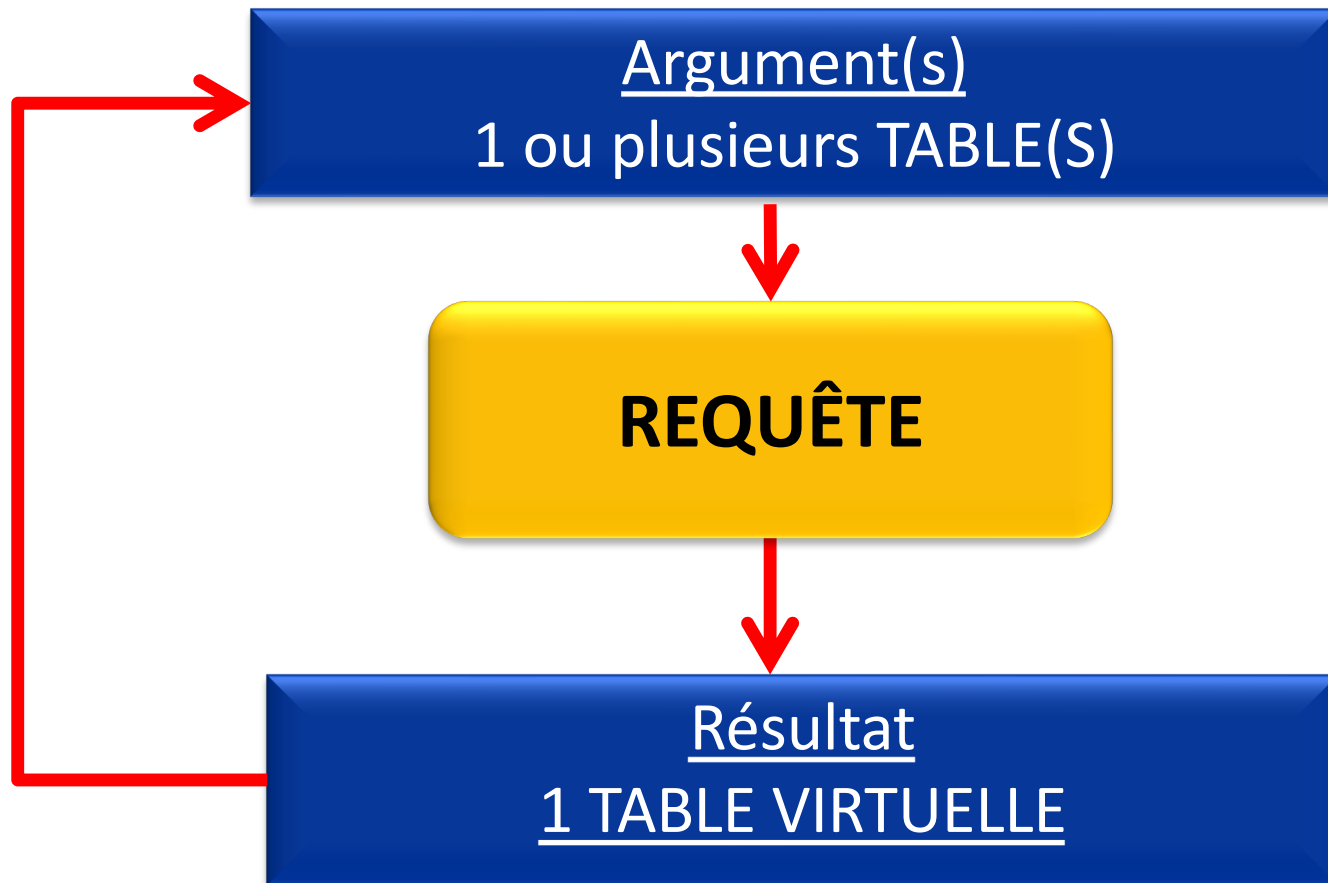 Argument(s)
1 ou plusieurs TABLE(S)
REQUÊTE
Résultat
1 TABLE VIRTUELLE